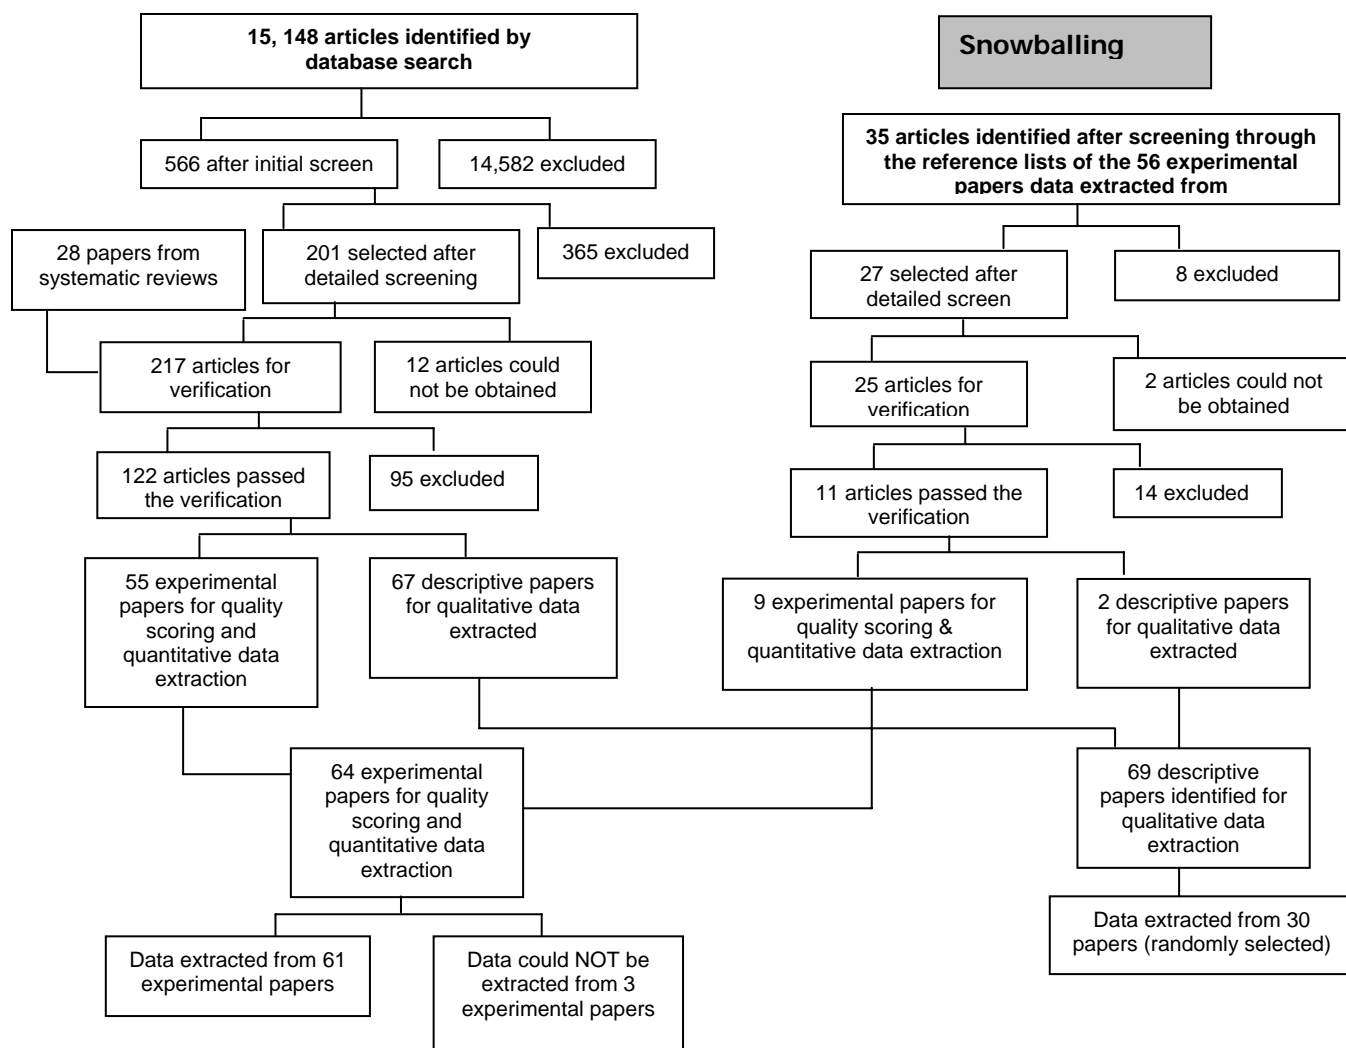 15, 148 articles identified by
database search
Snowballing
35 articles identified after screening through
the reference lists of the 56 experimental
papers data extracted from
566 after initial screen
14,582 excluded
28 papers from
systematic reviews
201 selected after
detailed screening
365 excluded
27 selected after
detailed screen
8 excluded
217 articles for
verification
12 articles could
not be obtained
25 articles for
verification
2 articles could not
be obtained
122 articles passed
the verification
95 excluded
11 articles passed the
verification
14 excluded
55 experimental
papers for quality
scoring and
quantitative data
extraction
67 descriptive papers
for qualitative data
extracted
9 experimental papers for
quality scoring &
quantitative data extraction
2 descriptive papers
for qualitative data
extracted
64 experimental
papers for quality
scoring and
quantitative data
extraction
69 descriptive
papers identified for
qualitative data
extraction
Data extracted from 61
experimental papers
Data could NOT be
extracted from 3
experimental papers
Data extracted from 30
papers (randomly selected)